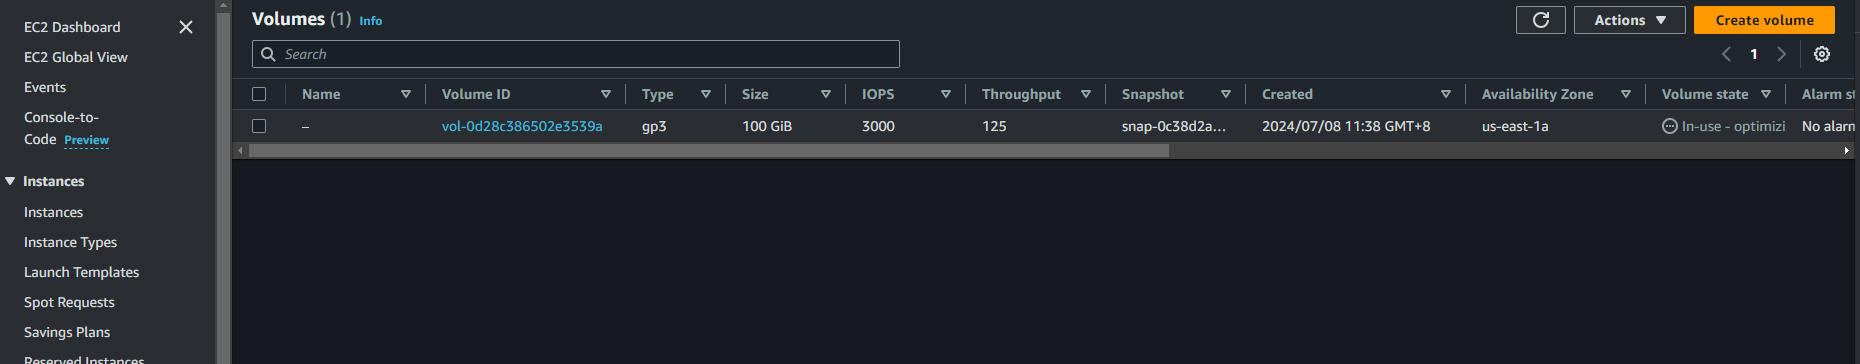 EC2 Dashboard
EC2 Global View
Events
Console-to-
Code Preview
Instances
Instances
Instance Types
Launch Templates
Spot Requests
Savings Plans
Reserved Instances
Volumes (1) Info
Actions
Create volume
Search
1
Name Volume ID Type Size IOPS Throughput Snapshot Created Availability Zone Volume state Alarm st
– vol-0d28c386502e3539a gp3 100 GiB 3000 125 snap-0c38d2a... 2024/07/08 11:38 GMT+8 us-east-1a In-use - optimizi No alarm